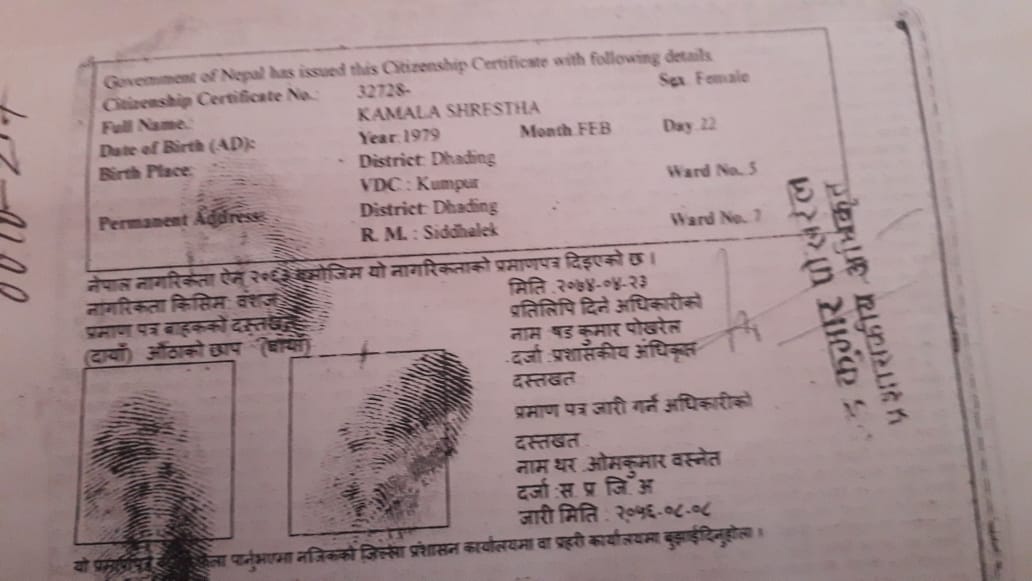 Government of Nepal has issued this Citizenship Certificate with following details.
Citizenship Certificate No.: 32728- Sex. Female
Full Name.: KAMALA SHRESTHA
Date of Birth (AD): Year: 1979 Month.FEB Day.22
Birth Place: District: Dhading
VDC : Kumpur Ward No. 5
Permanent Address: District: Dhading
R. M. : Siddhalek Ward No. 7
नेपाल नागरिकता ऐन २०६३ बमोजिम यो नागरिकताको प्रमाणपत्र दिइएको छ ।
नागरिकता किसिम: वंशज
प्रमाण पत्र बाहकको दस्तखत
(दायाँ) औंठाको छाप (बायाँ)
मिति .२०७४-०४-२३
प्रतिलिपि दिने अधिकारीको
नाम : षड कुमार पोखरेल
दर्जा :प्रशासकीय अधिकृत
दस्तखत
प्रमाण पत्र जारी गर्ने अधिकारीको
दस्तखत
नाम थर .ओमकुमार वस्नेत
दर्जा :स. प्र. जि. अ
जारी मिति : २०५६-०८-०८
यो प्रमाणपत्र पाउनुभएमा नजिकको जिल्ला प्रशासन कार्यालयमा वा प्रहरी कार्यालयमा बुझाईदिनुहोला ।
कुमार पोखरेल
प्रशासकीय अधिकृत